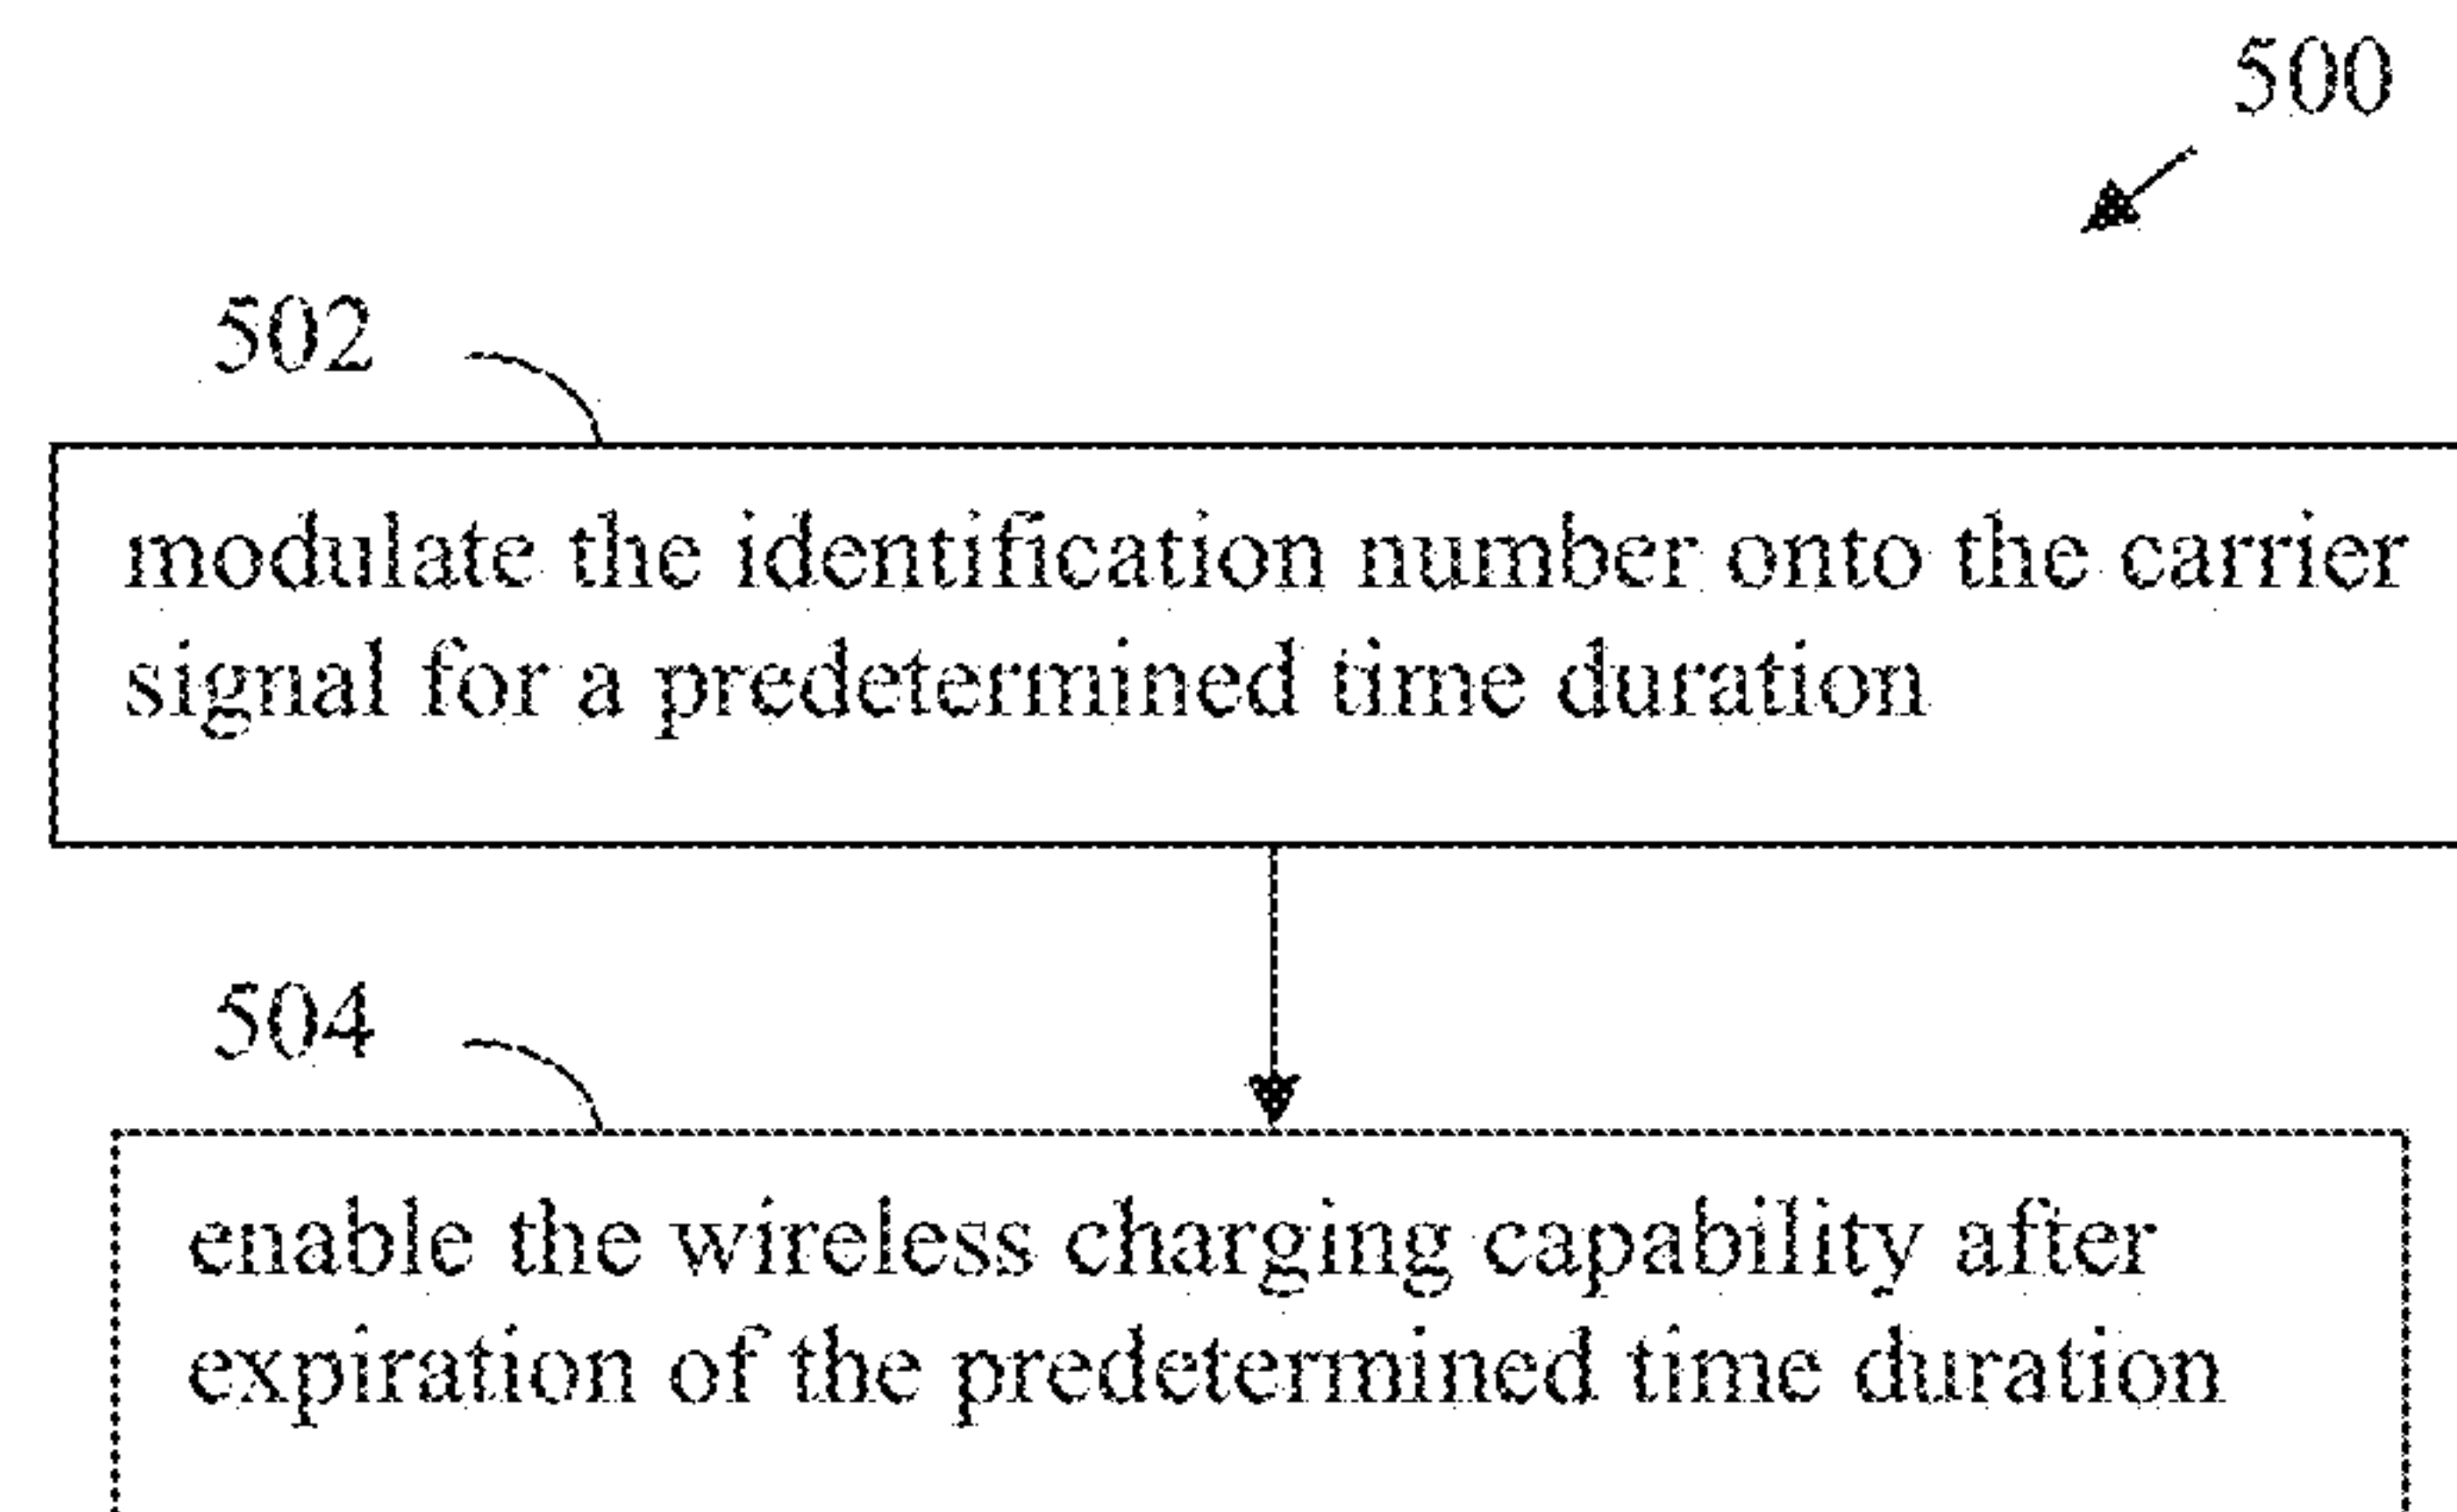 500
502
modulate the identification number onto the carrier
signal for a predetermined time duration
504
enable the wireless charging capability after
expiration of the predetermined time duration